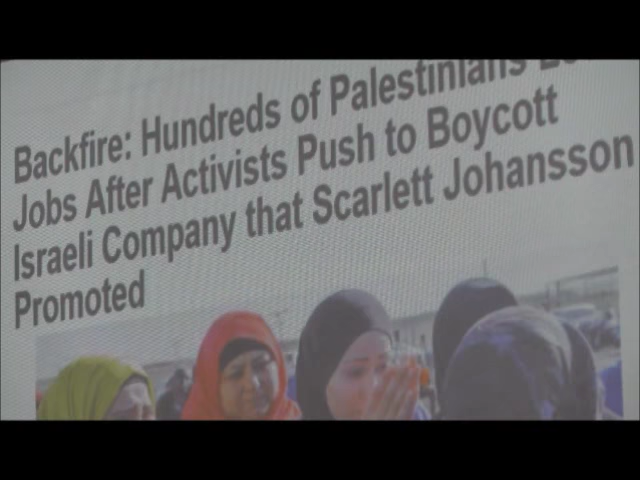 Backfire: Hundreds of Palestinians
Jobs After Activists Push to Boycott
Israeli Company that Scarlett Johansson
Promoted